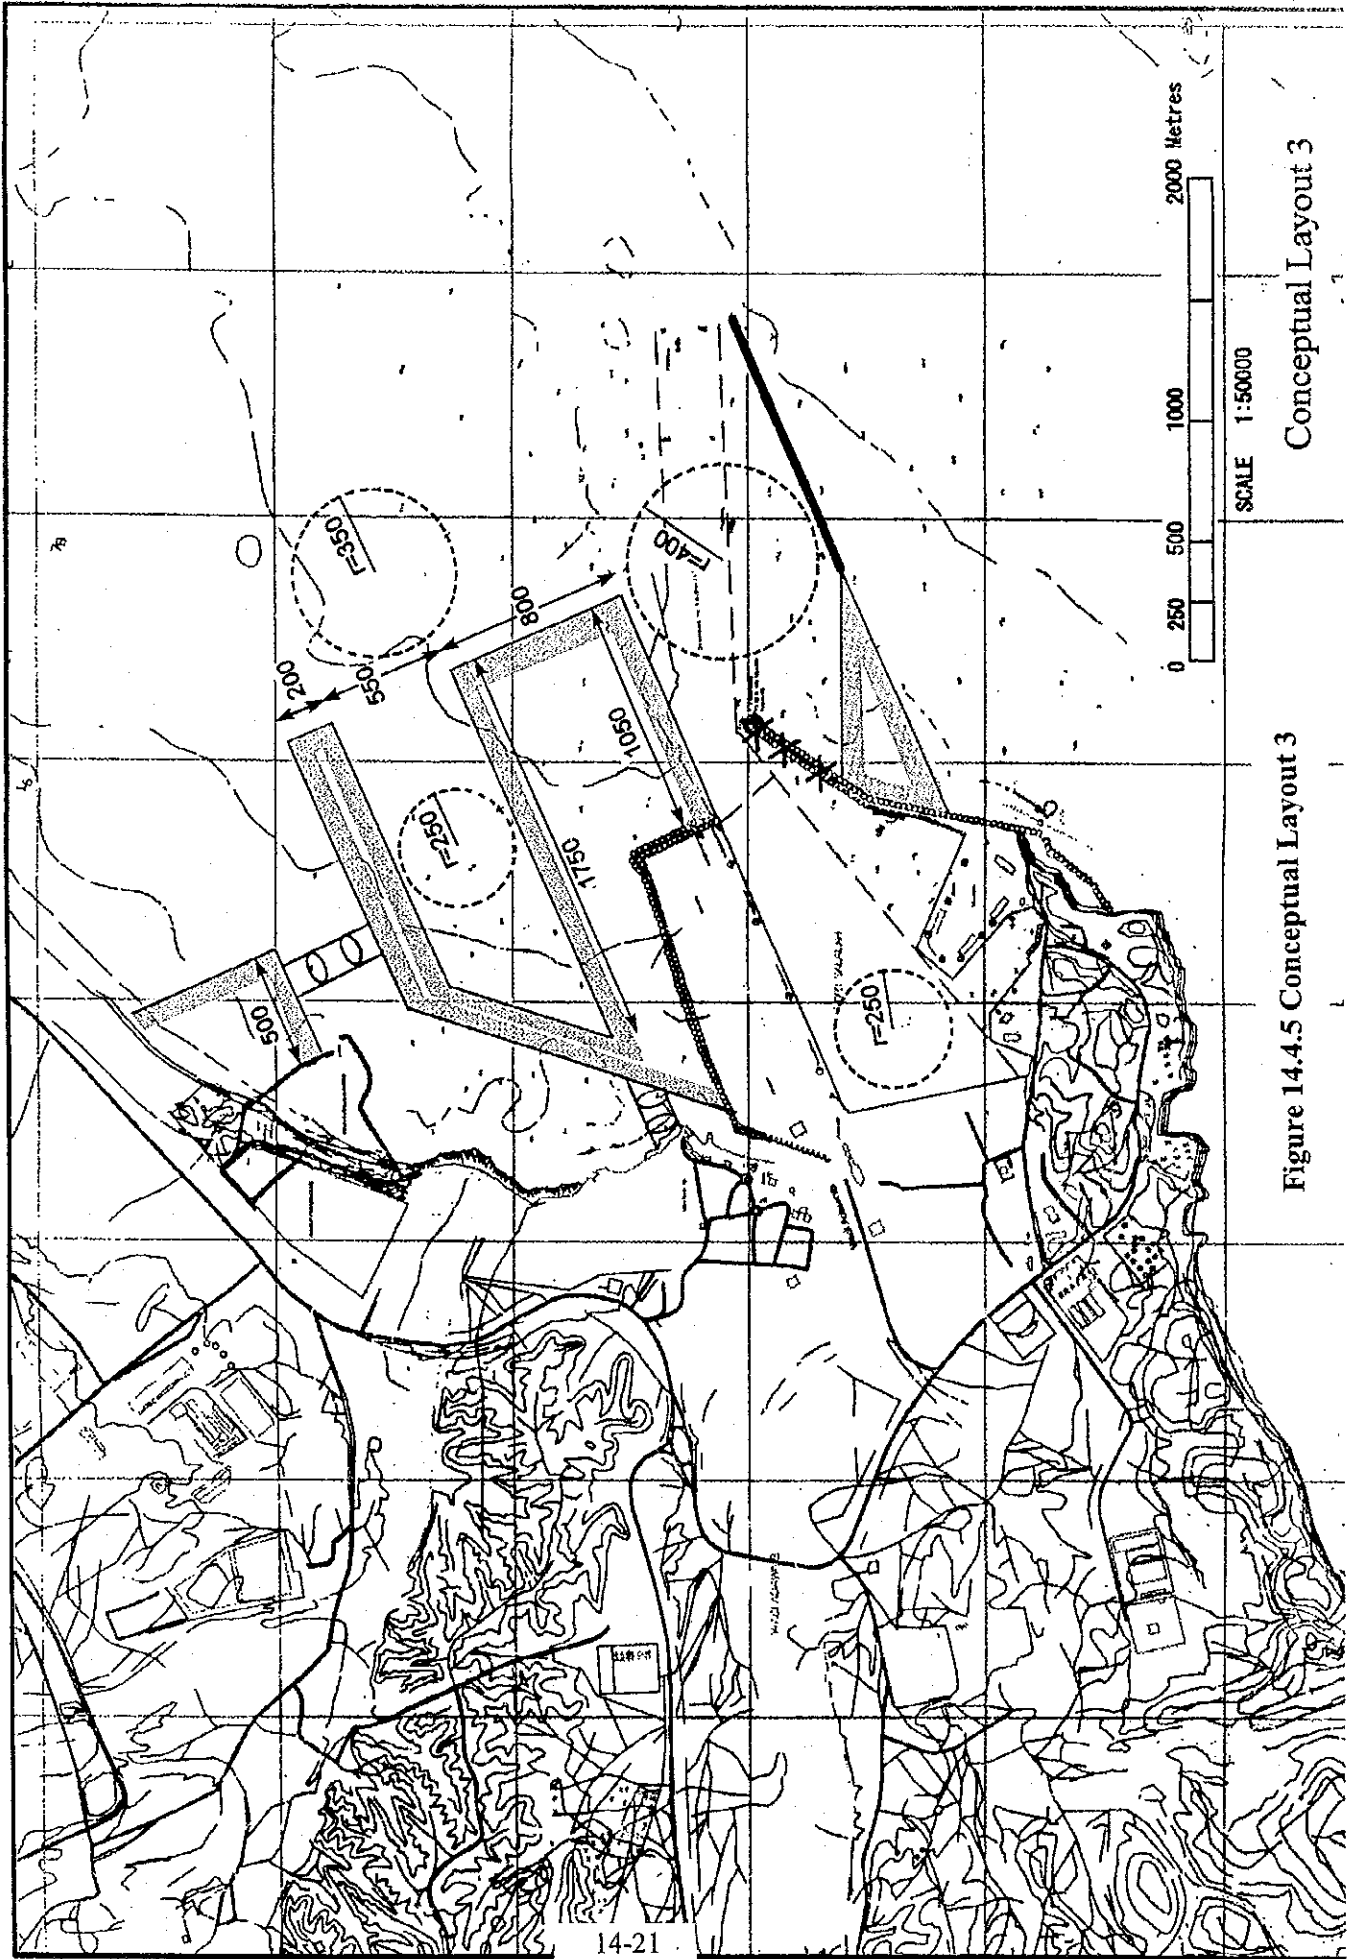 200
550
800
r=350
r=400
r=250
1050
1750
500
r=250
0 250 500 1000 2000 Metres
SCALE 1:50000
Conceptual Layout 3
Figure 14.4.5 Conceptual Layout 3
14-21